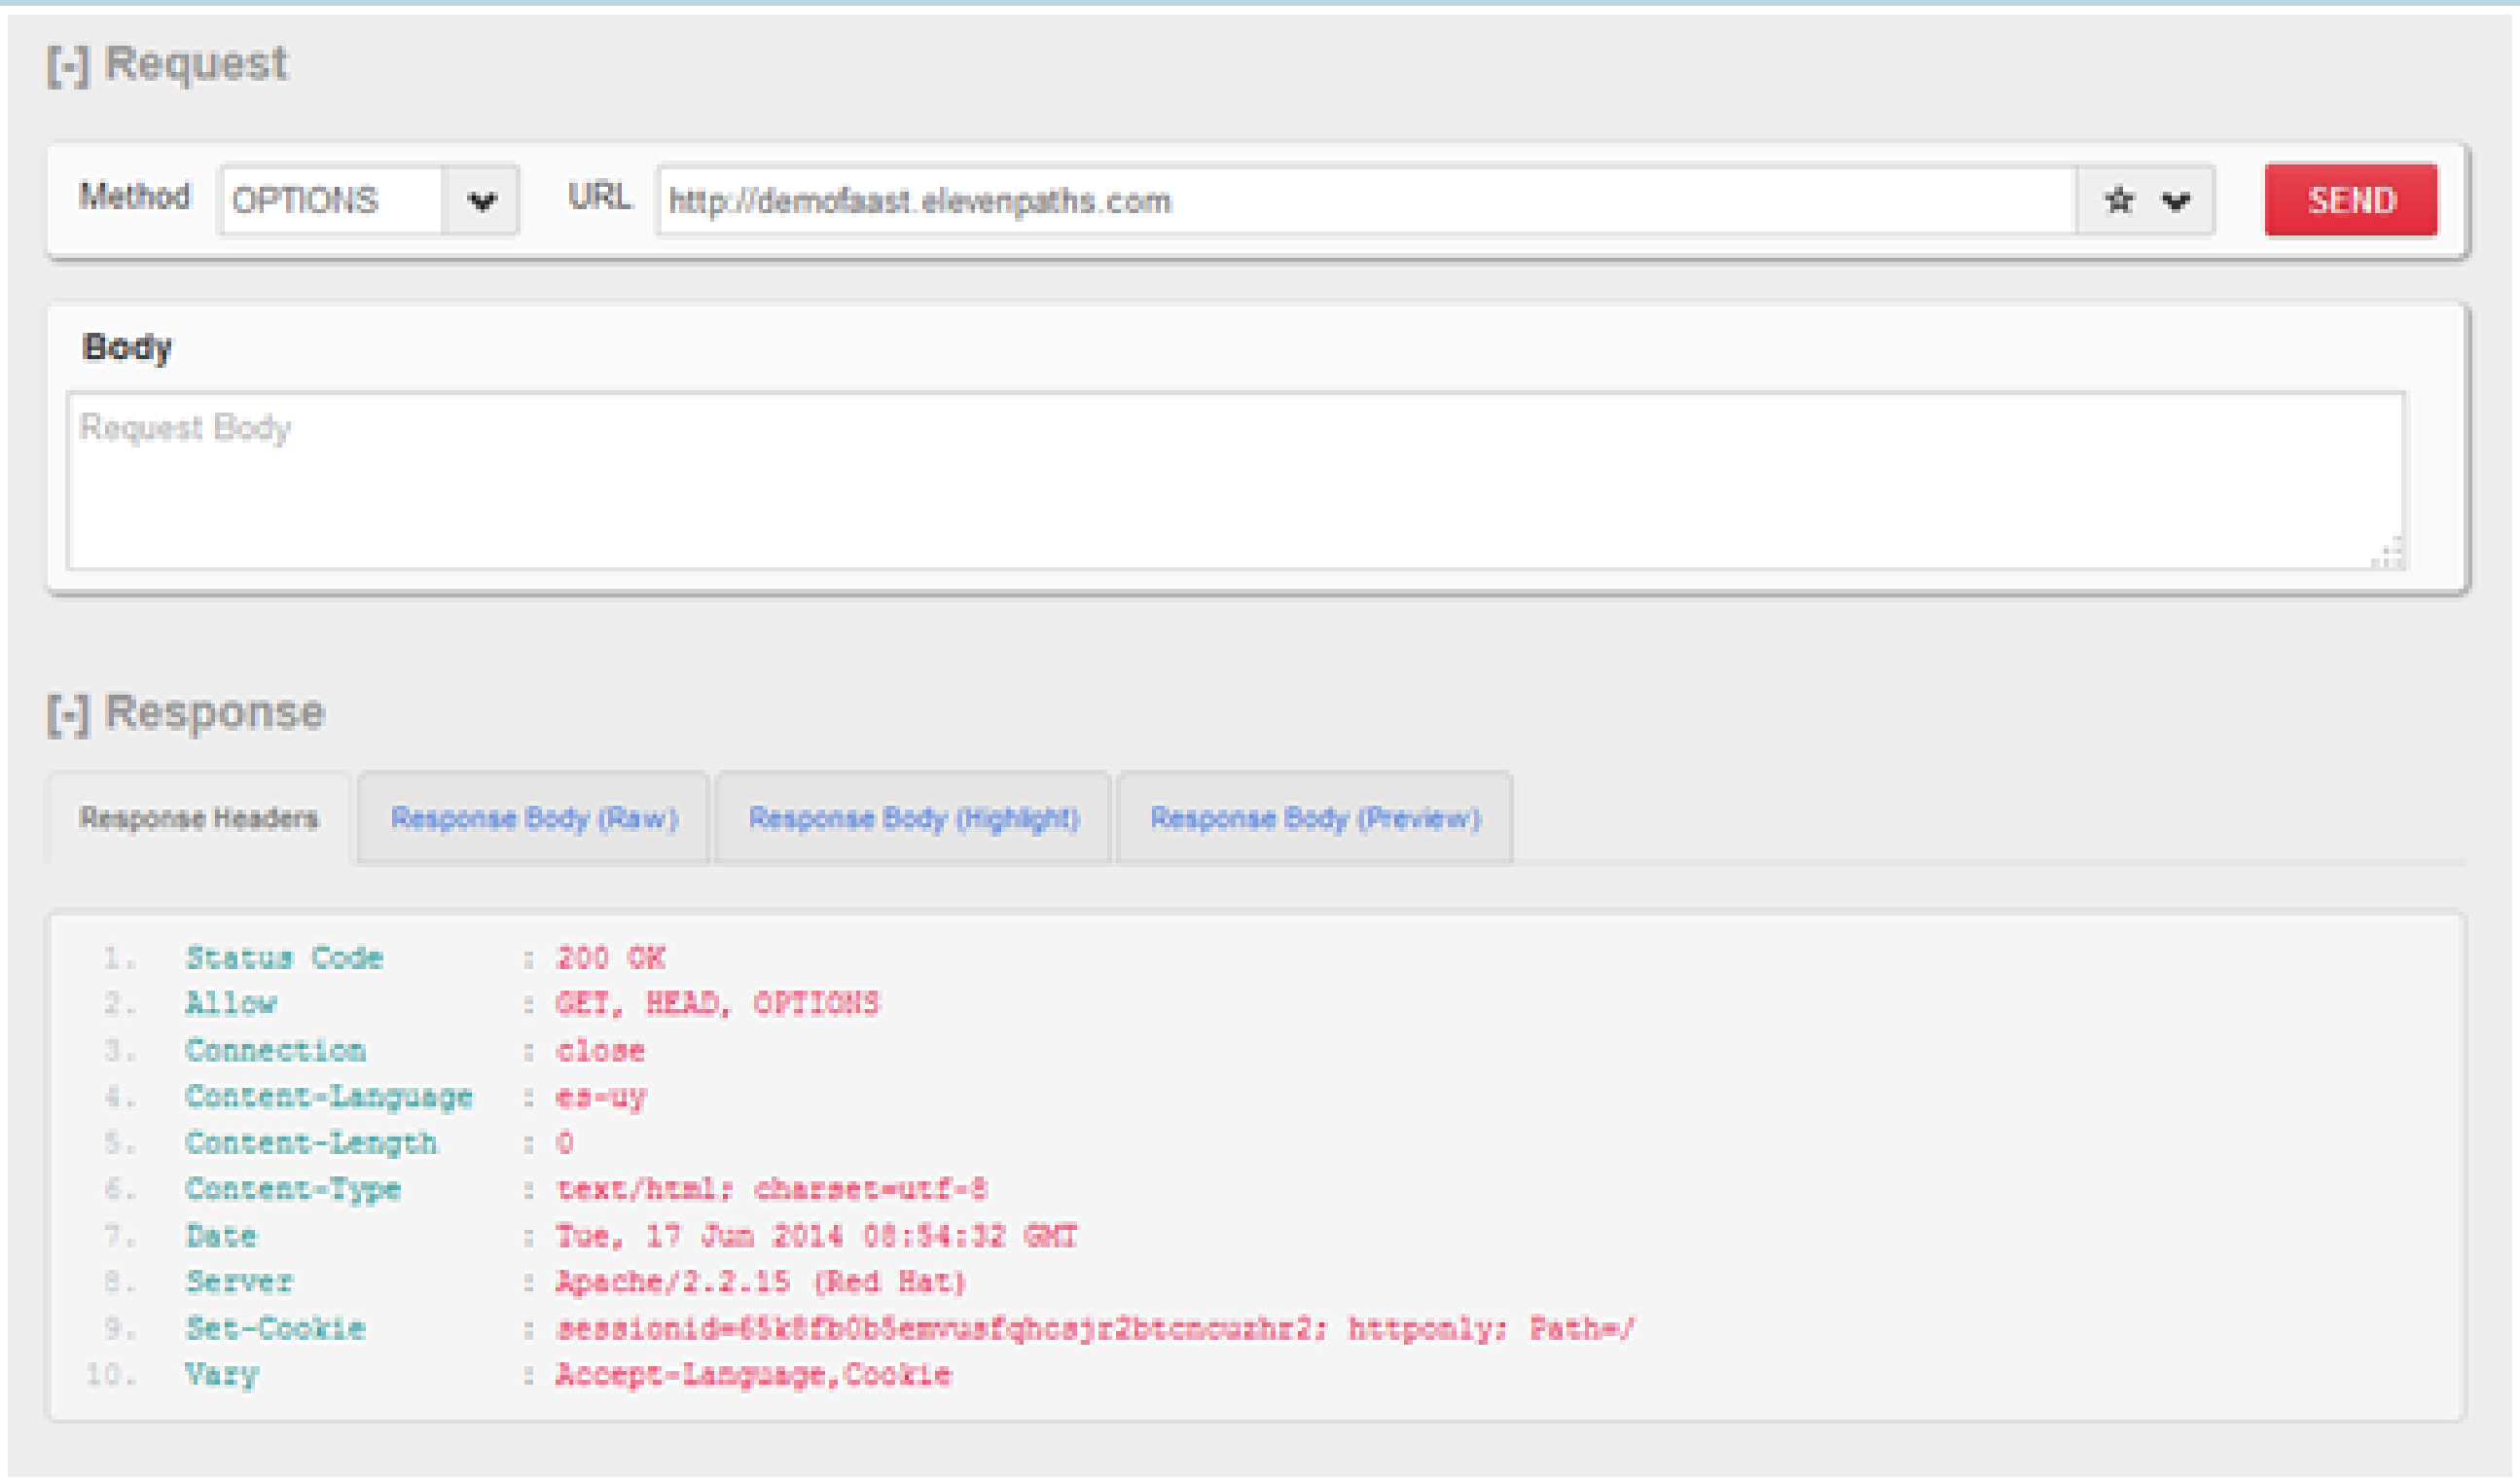 [-] Request
Method OPTIONS URL http://demofaast.elevenpaths.com SEND
Body
Request Body
[-] Response
Response Headers Response Body (Raw) Response Body (Highlight) Response Body (Preview)
1. Status Code : 200 OK
2. Allow : GET, HEAD, OPTIONS
3. Connection : close
4. Content-Language : es-uy
5. Content-Length : 0
6. Content-Type : text/html; charset=utf-8
7. Date : Tue, 17 Jun 2014 08:54:32 GMT
8. Server : Apache/2.2.15 (Red Hat)
9. Set-Cookie : httponly; Path=/
10. Vary : Accept-Language,Cookie